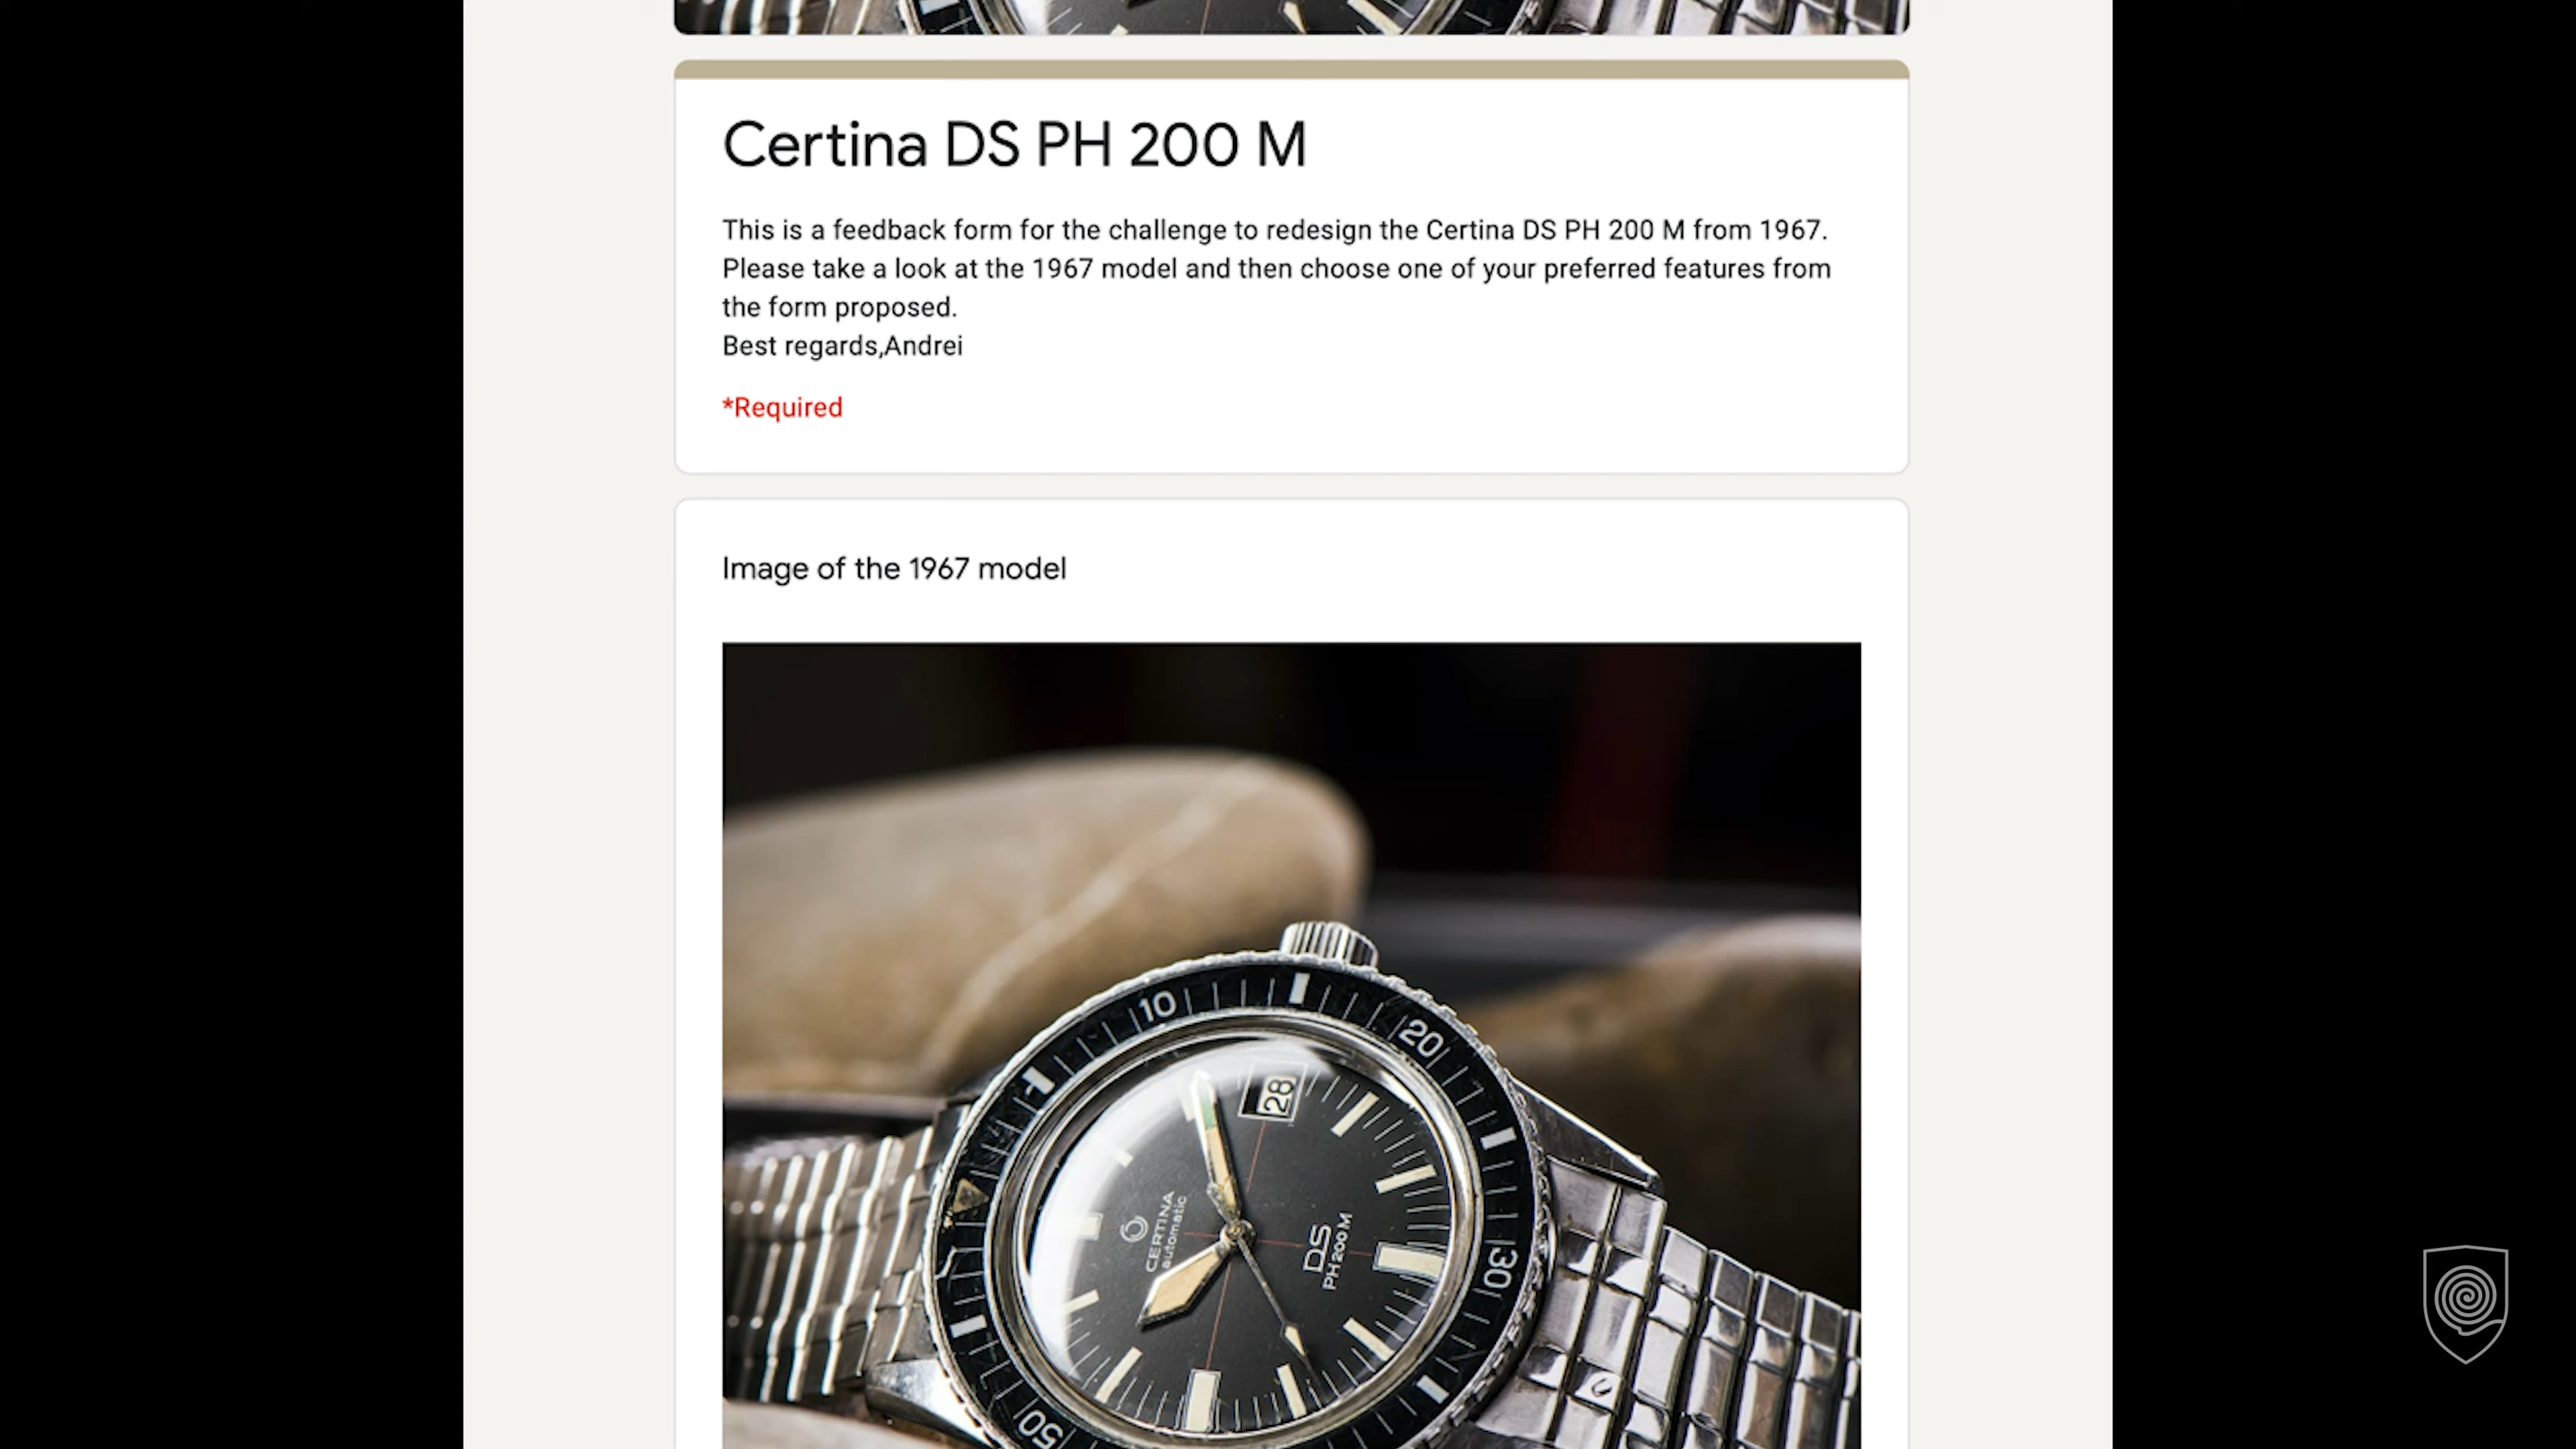 Certina DS PH 200 M
This is a feedback form for the challenge to redesign the Certina DS PH 200 M from 1967.
Please take a look at the 1967 model and then choose one of your preferred features from
the form proposed.
Best regards,Andrei
*Required
Image of the 1967 model
10
20
30
50
28
CERTINA
automatic
DS
PH 200 M